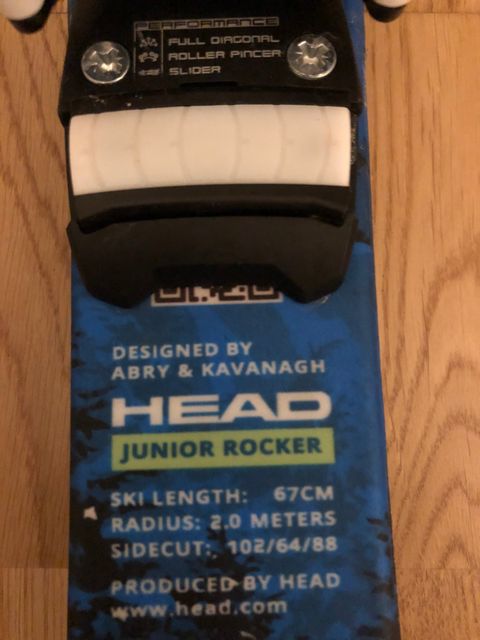 PERFORMANCE
FULL DIAGONAL
ROLLER PINCER
SLIDER
DESIGNED BY
ABRY & KAVANAGH
HEAD
JUNIOR ROCKER
SKI LENGTH: 67CM
RADIUS: 2.0 METERS
SIDECUT: 102/64/88
PRODUCED BY HEAD
www.head.com